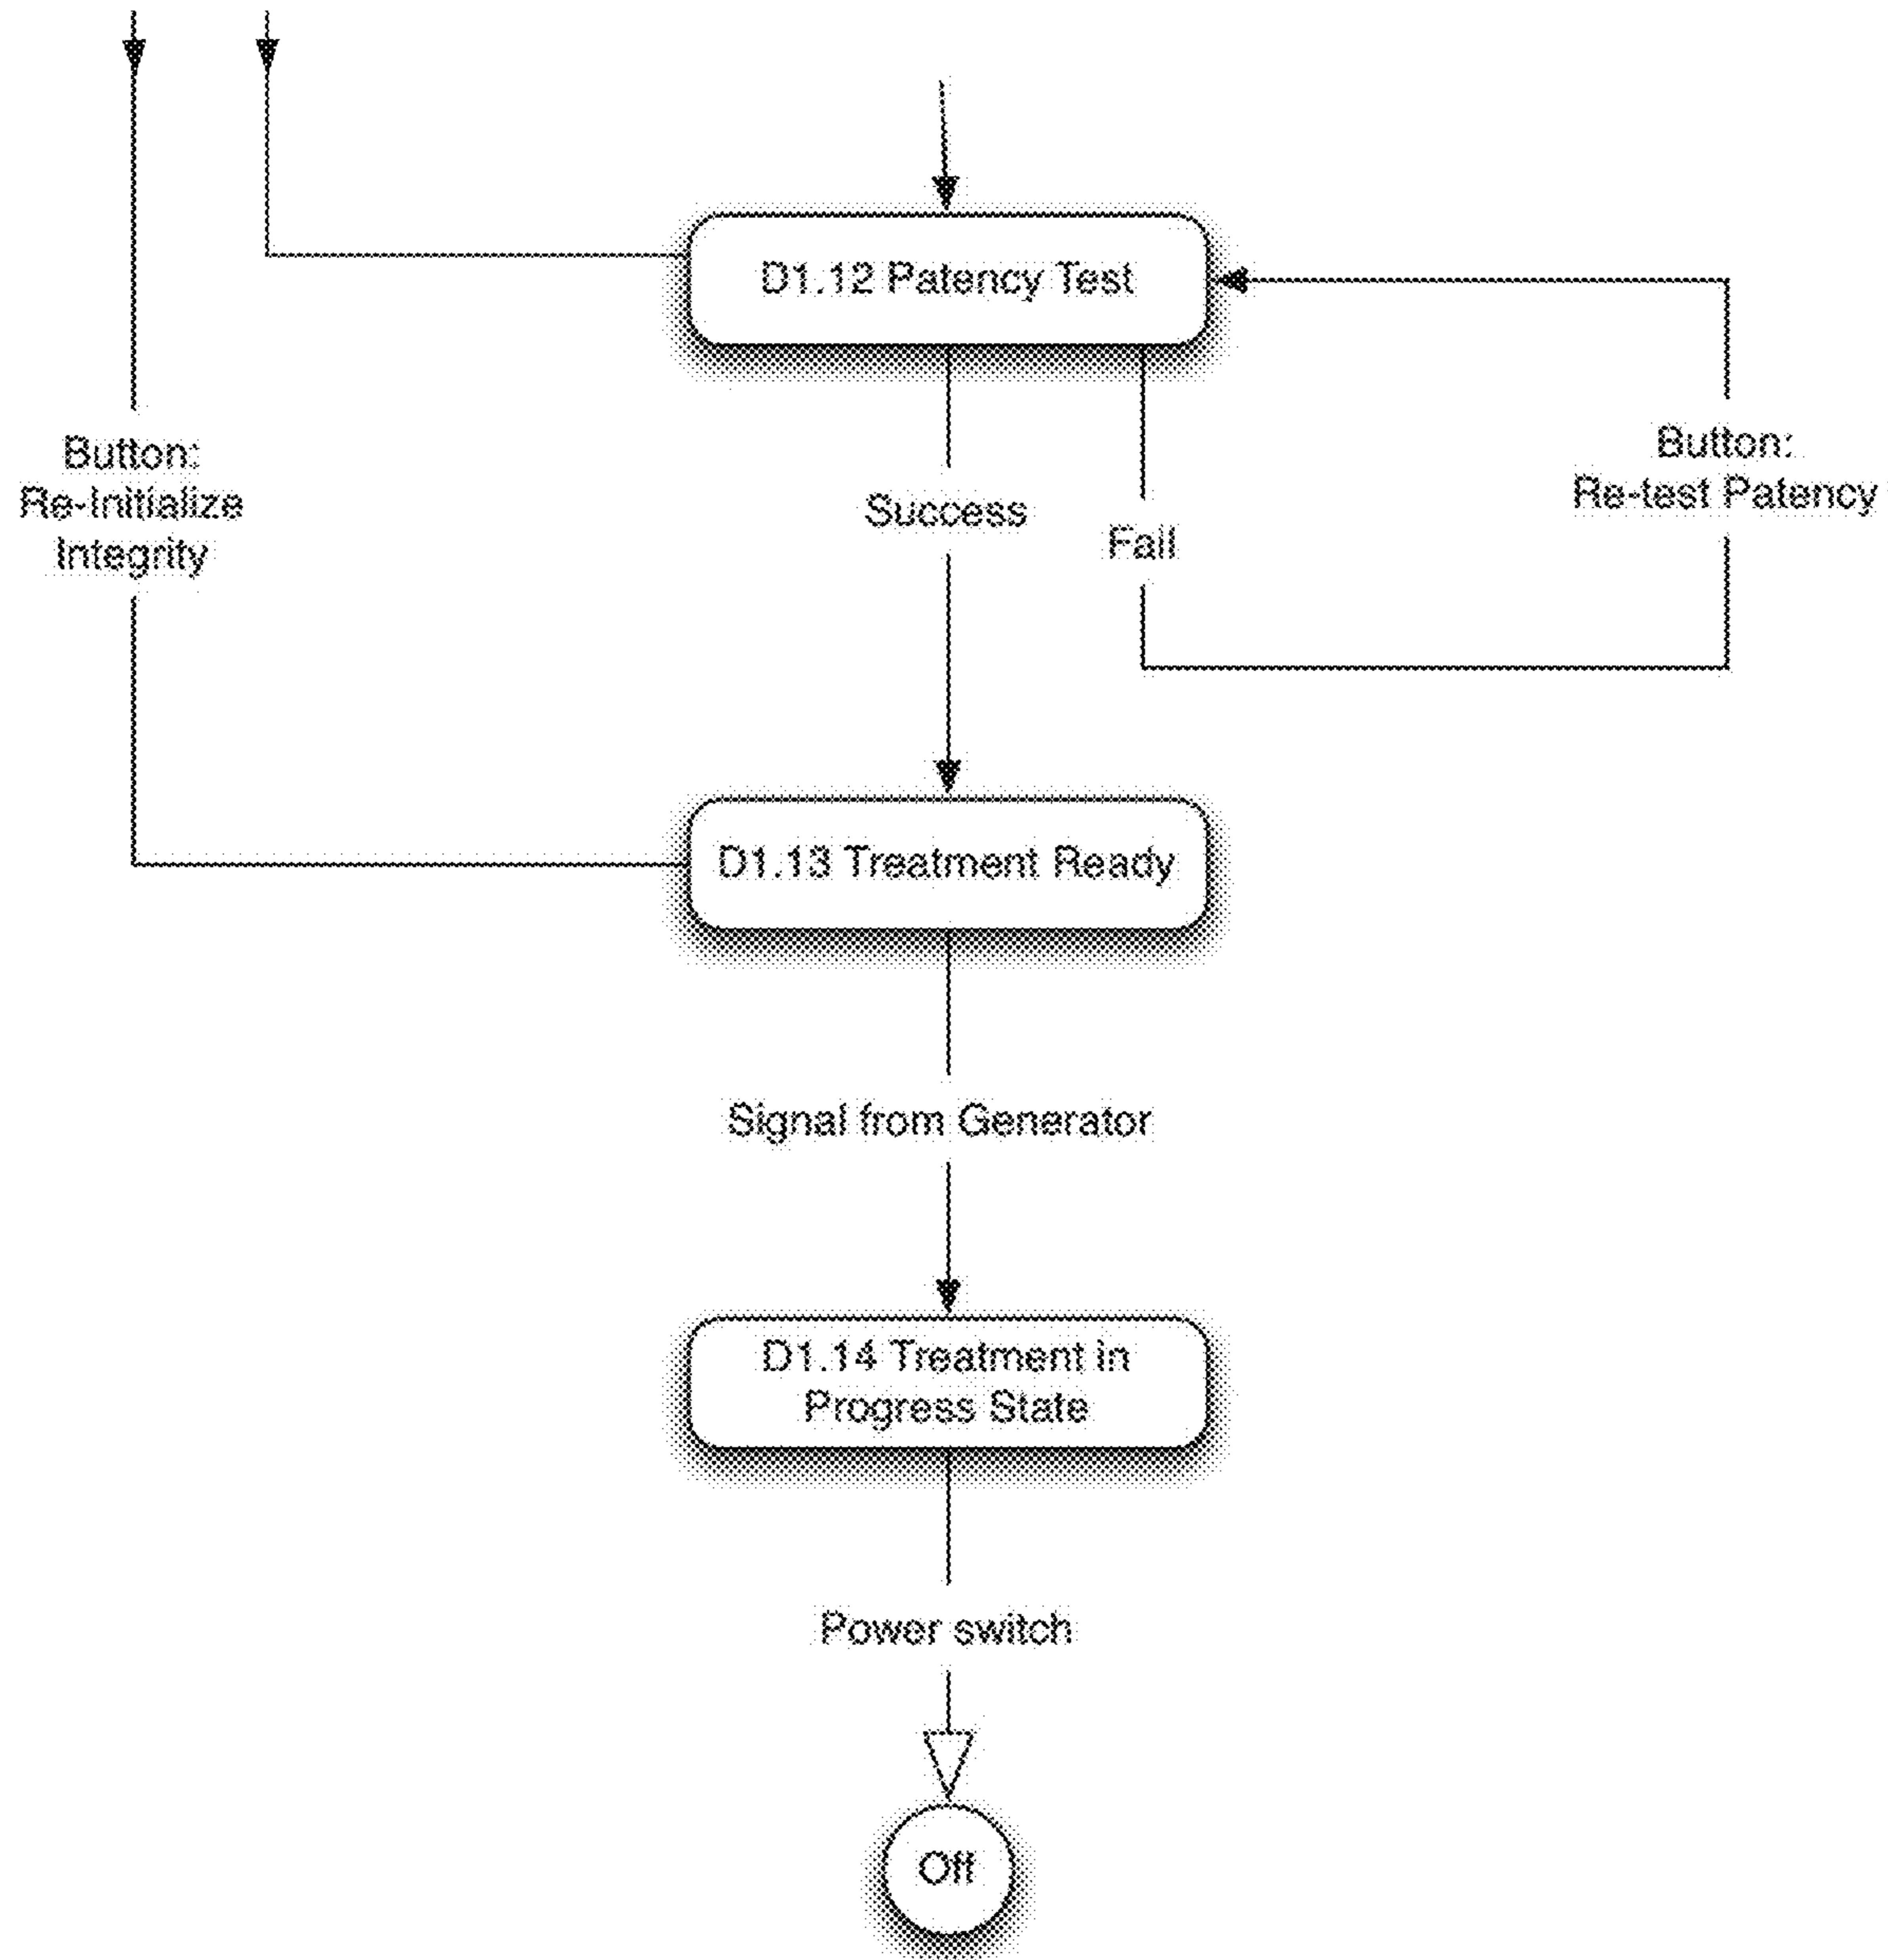 D1.12 Patency Test
Button:
Re-Initialize
Integrity
Success
Fail
Button:
Re-test Patency
D1.13 Treatment Ready
Signal from Generator
D1.14 Treatment in
Progress State
Power switch
Off